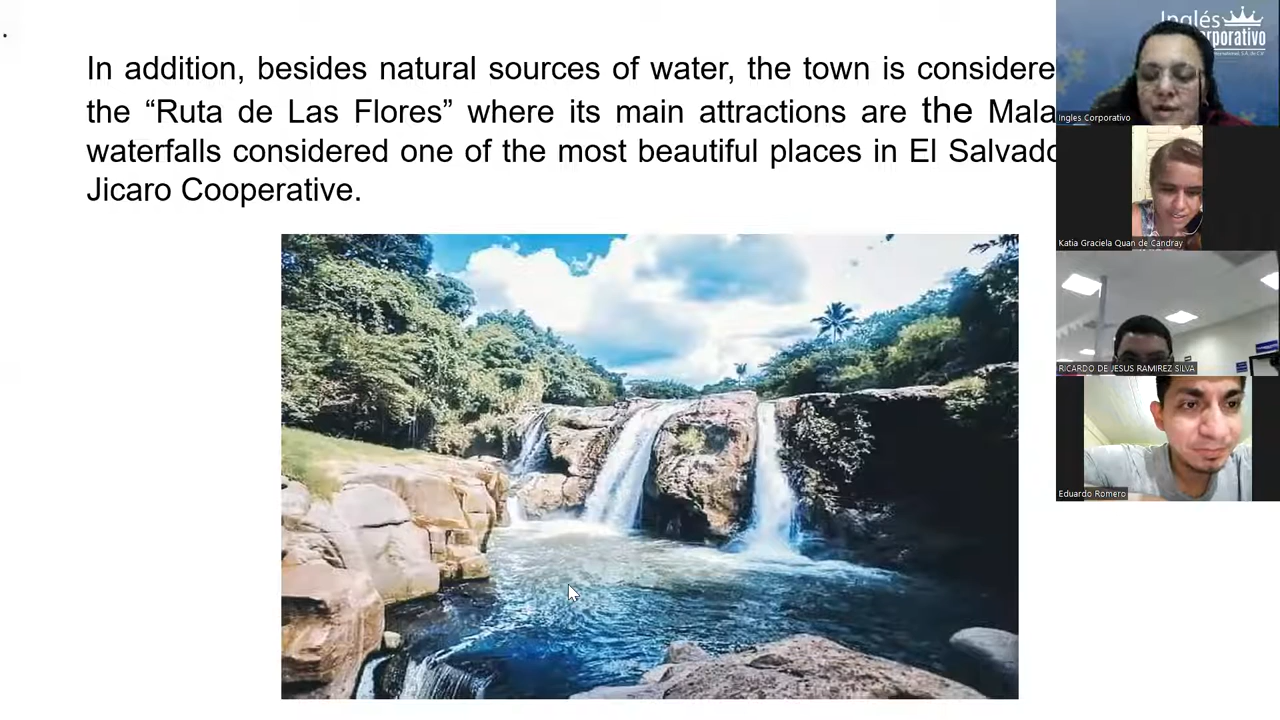 In addition, besides natural sources of water, the town is considere
the “Ruta de Las Flores” where its main attractions are the Mala
waterfalls considered one of the most beautiful places in El Salvado
Jicaro Cooperative.
Inglés
orporativo
Ingles Corporativo
Katia Graciela Quan de Candray
RICARDO DE JESUS RAMIREZ SILVA
Eduardo Romero